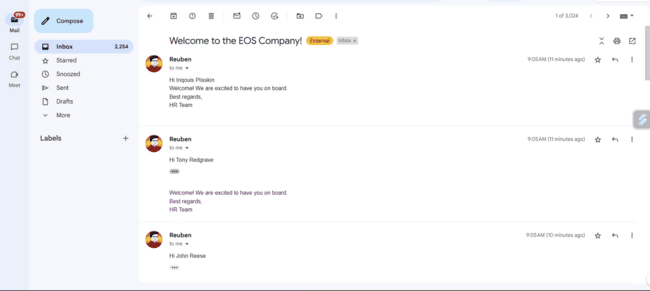 99+
Mail
Chat
Meet
Compose
Inbox 2,254
Starred
Snoozed
Sent
Drafts
More
Labels
1 of 3,024
Welcome to the EOS Company! External Inbox x
Reuben 9:05 AM (11 minutes ago)
to me
Hi Inqous Plisskin
Welcome! We are excited to have you on board.
Best regards,
HR Team
Reuben 9:05 AM (11 minutes ago)
to me
Hi Tony Redgrave
Welcome! We are excited to have you on board.
Best regards,
HR Team
Reuben 9:05 AM (10 minutes ago)
to me
Hi John Reese